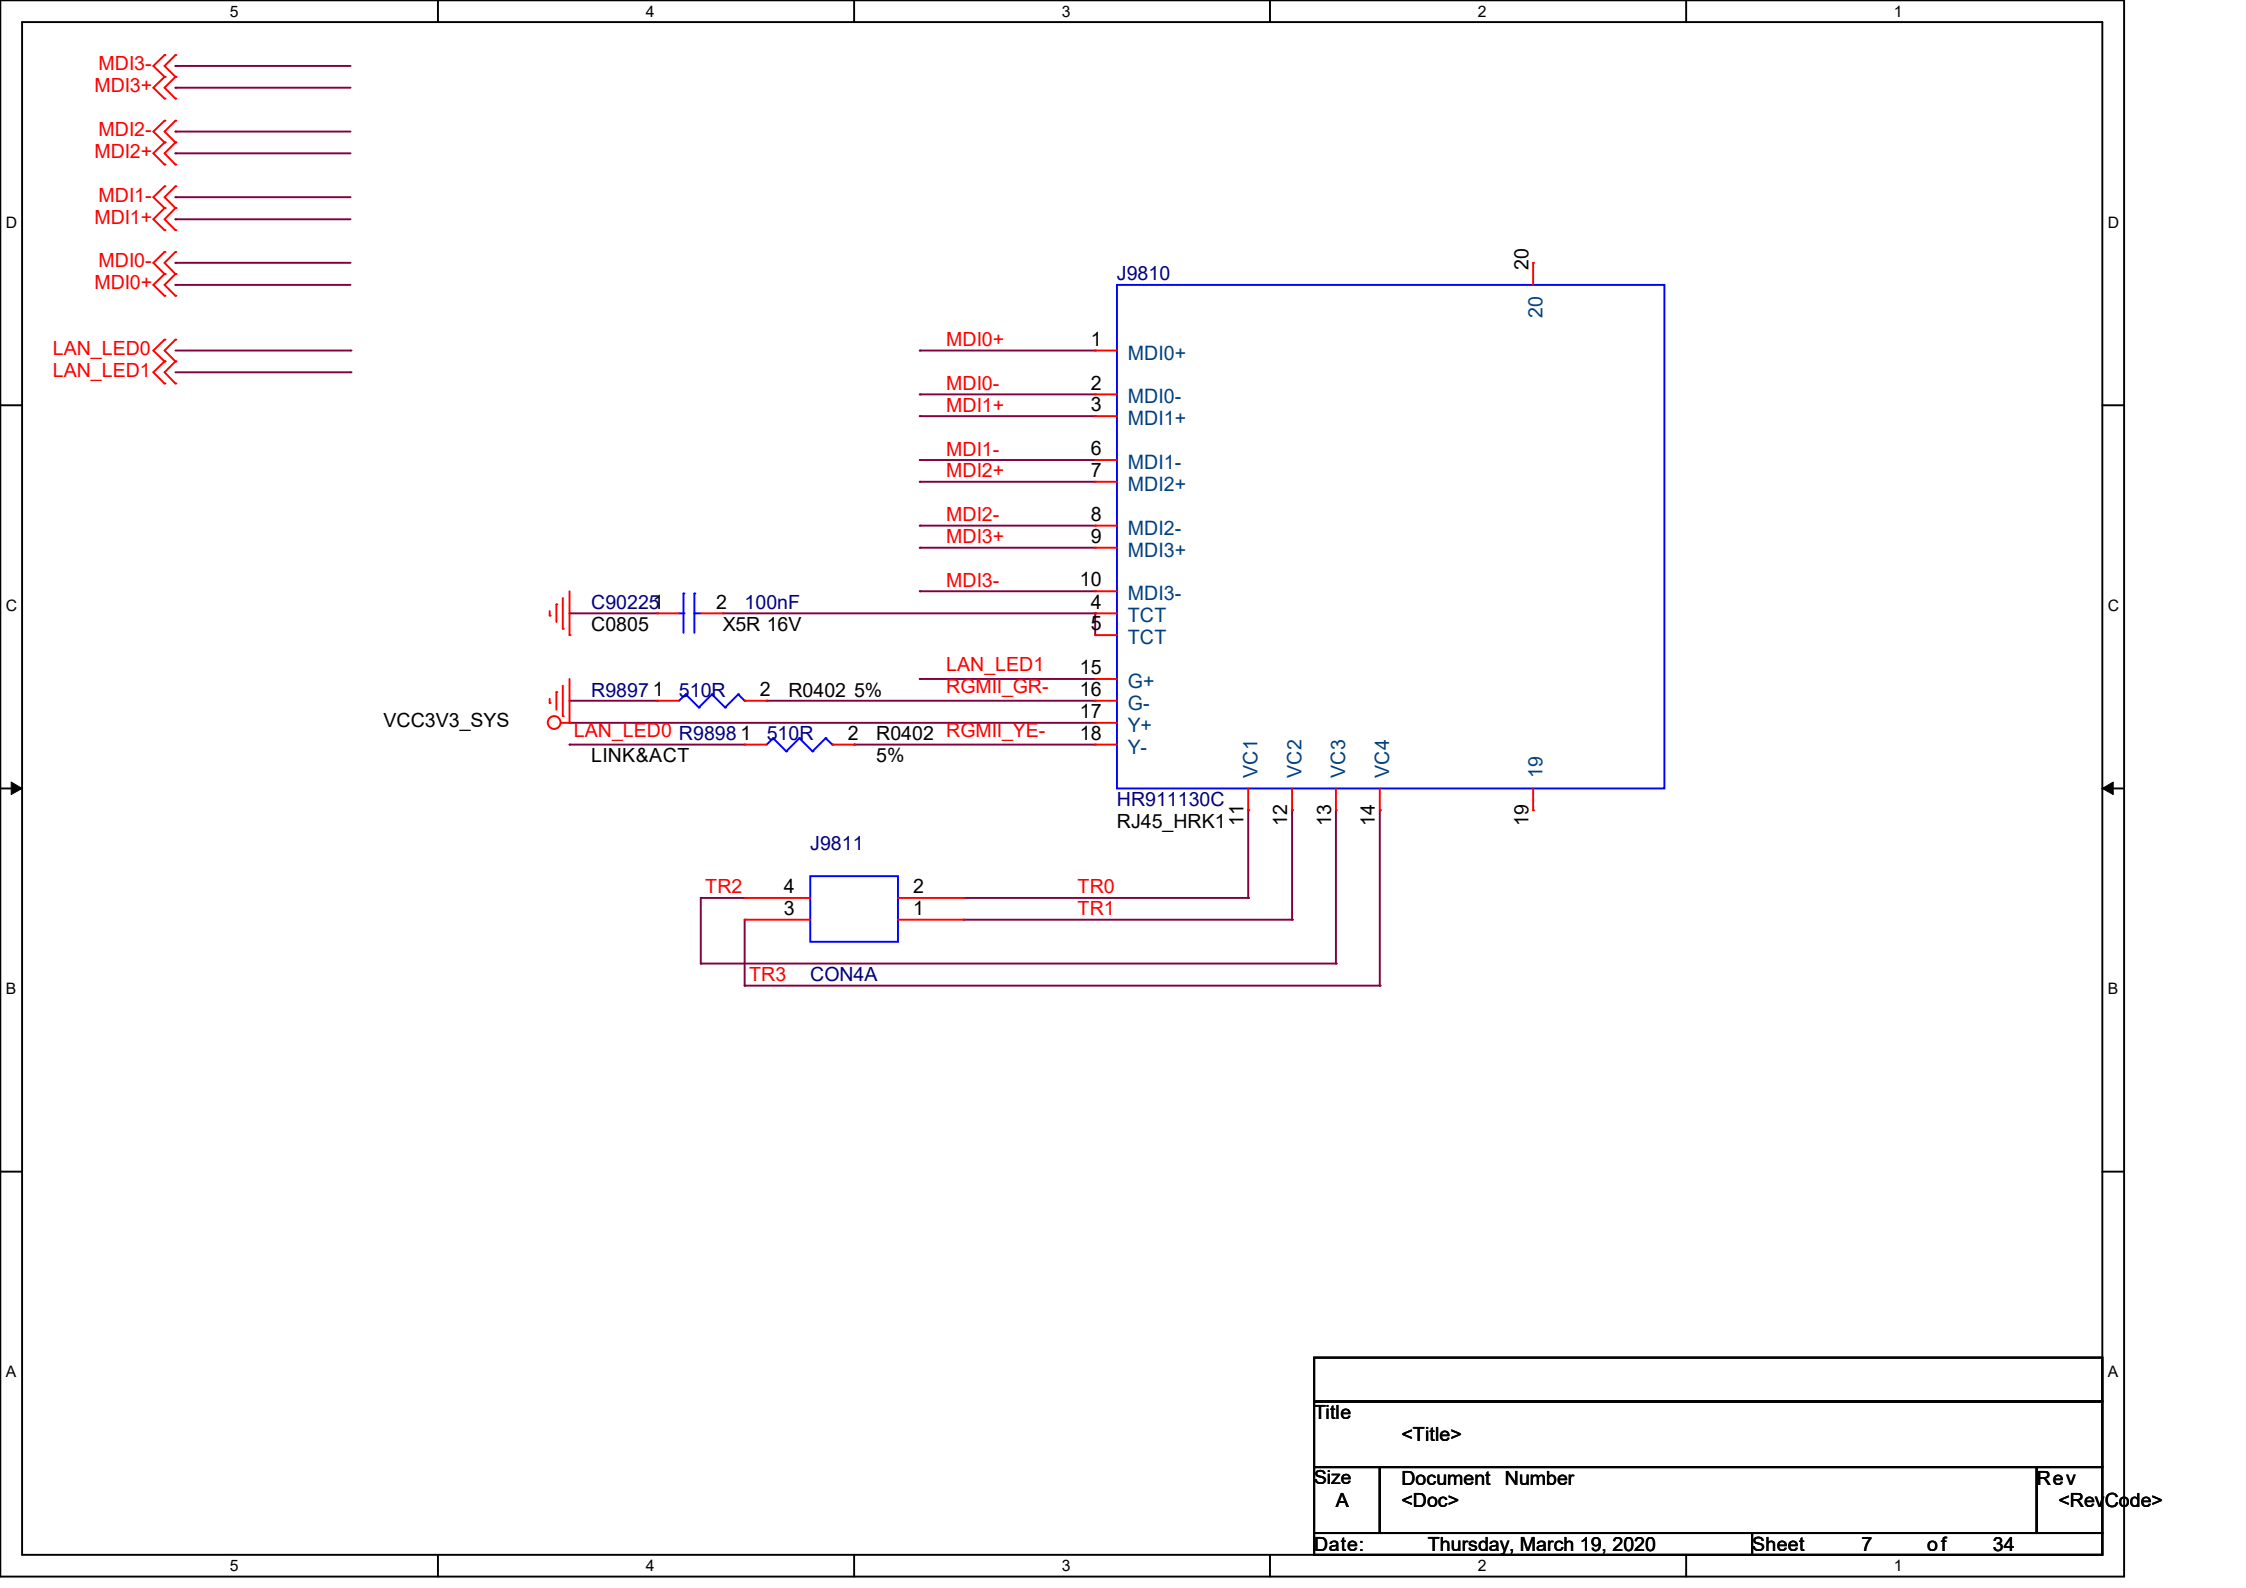 5 4 3 2 1
MDI3-
MDI3+
MDI2-
MDI2+
MDI1-
MDI1+
D D
MDI0-
MDI0+
LAN_LED0
LAN_LED1
20
J9810
20
MDI0+ 1 MDI0+
MDI0- 2 MDI0-
MDI1+ 3 MDI1+
MDI1- 6 MDI1-
MDI2+ 7 MDI2+
MDI2- 8 MDI2-
MDI3+ 9 MDI3+
MDI3- 10 MDI3-
C C
C90225 1 2 100nF 4 TCT
C0805 X5R 16V 5 TCT
LAN_LED1 15 G+
R9897 1 510R 2 R0402 5% RGMII_GR- 16 G-
VCC3V3_SYS 17 Y+
LAN_LED0 R9898 1 510R 2 R0402 RGMII_YE- 18 Y-
LINK&ACT 5%
VC1 VC2 VC3 VC4 19
HR911130C
RJ45_HRK1
11 12 13 14 19
J9811
TR2 4 2 TR0
3 1 TR1
TR3 CON4A
B B
A A
Title
<Title>
Size Document Number Rev
A <Doc> <RevCode>
Date: Thursday, March 19, 2020 Sheet 7 of 34
5 4 3 2 1